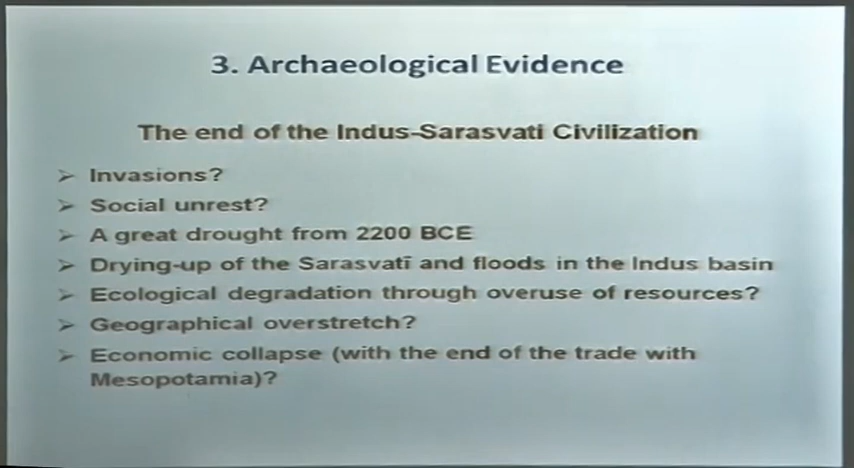 3. Archaeological Evidence
The end of the Indus-Sarasvati Civilization
➢ Invasions?
➢ Social unrest?
➢ A great drought from 2200 BCE
➢ Drying-up of the Sarasvatī and floods in the Indus basin
➢ Ecological degradation through overuse of resources?
➢ Geographical overstretch?
➢ Economic collapse (with the end of the trade with
Mesopotamia)?